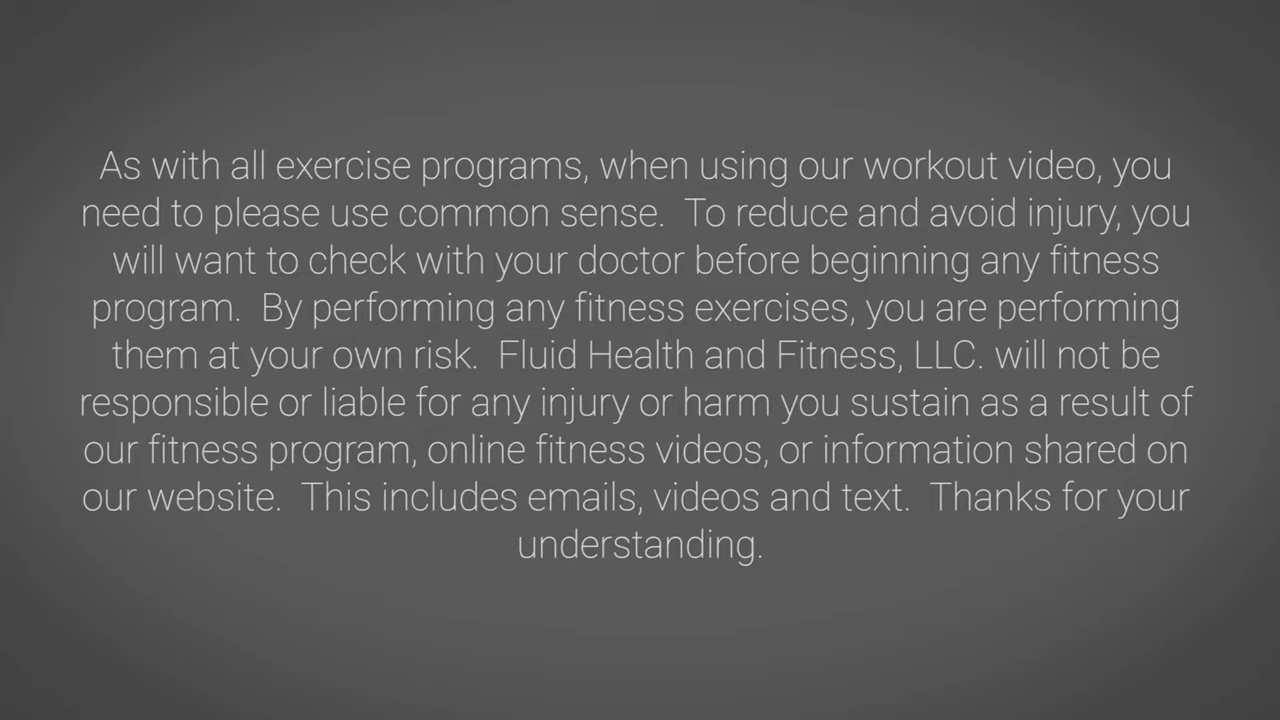 As with all exercise programs, when using our workout video, you
need to please use common sense.  To reduce and avoid injury, you
will want to check with your doctor before beginning any fitness
program.  By performing any fitness exercises, you are performing
them at your own risk.  Fluid Health and Fitness, LLC. will not be
responsible or liable for any injury or harm you sustain as a result of
our fitness program, online fitness videos, or information shared on
our website.  This includes emails, videos and text.  Thanks for your
understanding.